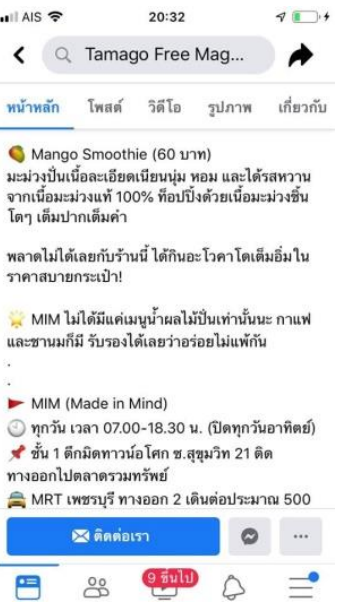 AIS 20:32
Tamago Free Mag...
หน้าหลัก โพสต์ วิดีโอ รูปภาพ เกี่ยวกับ
Mango Smoothie (60 บาท)
มะม่วงปั่นเนื้อละเอียดเนียนนุ่ม หอม และได้รสหวาน
จากเนื้อมะม่วงแท้ 100% ท็อปปิ้งด้วยเนื้อมะม่วงชิ้น
โตๆ เต็มปากเต็มคำ
พลาดไม่ได้เลยกับร้านนี้ ได้กินอะโวคาโดเต็มอิ่มใน
ราคาสบายกระเป๋า!
MIM ไม่ได้มีแค่เมนูน้ำผลไม้ปั่นเท่านั้นนะ กาแฟ
และชานมก็มี รับรองได้เลยว่าอร่อยไม่แพ้กัน
.
.
MIM (Made in Mind)
ทุกวัน เวลา 07.00-18.30 น. (ปิดทุกวันอาทิตย์)
ชั้น 1 ตึกมิดทาวน์อโศก ซ.สุขุมวิท 21 ติด
ทางออกไปตลาดรวมทรัพย์
MRT เพชรบุรี ทางออก 2 เดินต่อประมาณ 500
ติดต่อเรา
9 ขึ้นไป